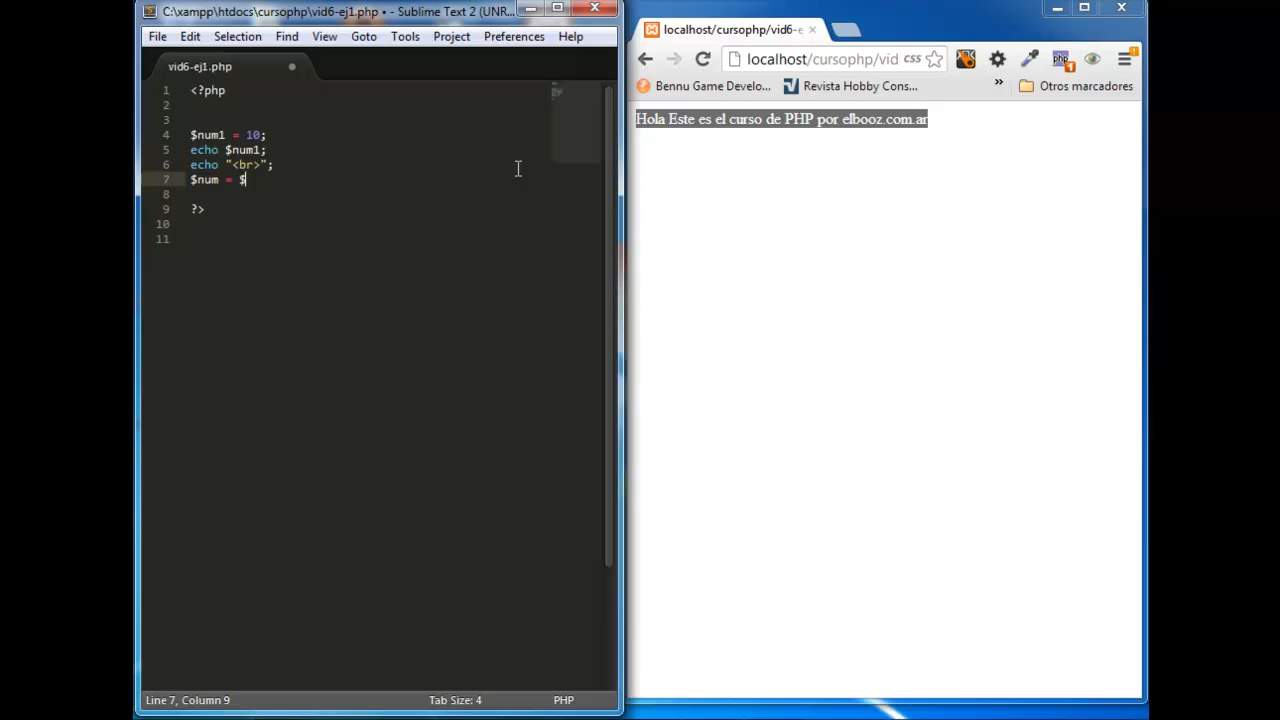 C:\xampp\htdocs\cursophp\vid6-ej1.php • - Sublime Text 2 (UNR...
File Edit Selection Find View Goto Tools Project Preferences Help
vid6-ej1.php
1 <?php
2
3
4 $num1 = 10;
5 echo $num1;
6 echo "<br>";
7 $num = $
8
9 ?>
10
11
Line 7, Column 9 Tab Size: 4 PHP
localhost/cursophp/vid6-e
localhost/cursophp/vid css
php 1
Bennu Game Develo... Revista Hobby Cons... » Otros marcadores
Hola Este es el curso de PHP por elbooz.com.ar